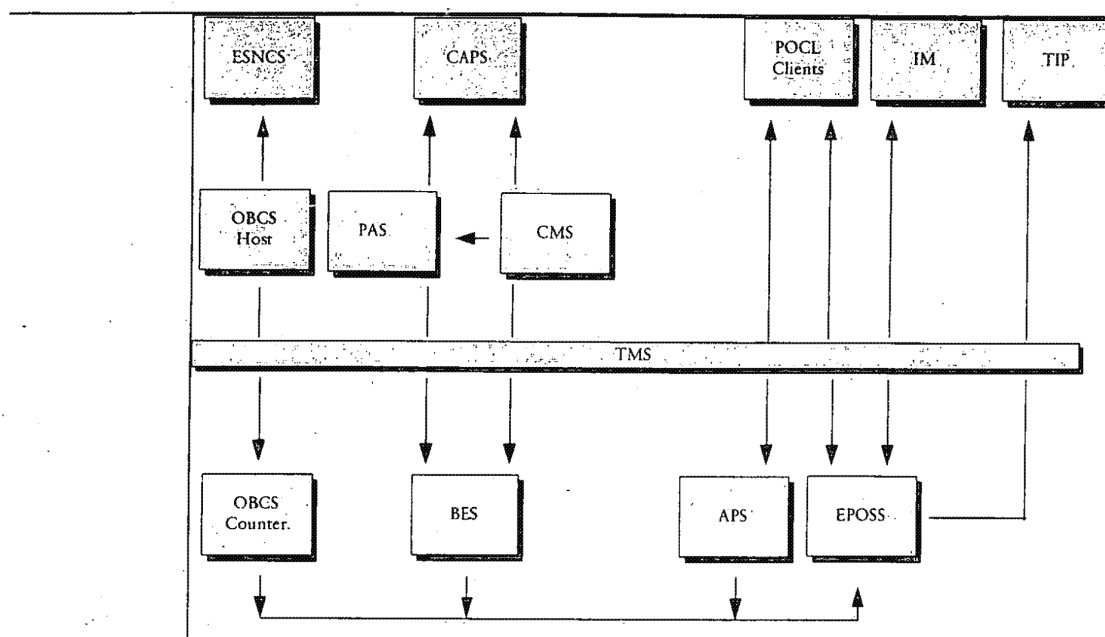 ESNCS
CAPS
POCL
Clients
IM
TIP
OBCS
Host
PAS
CMS
TMS
OBCS
Counter.
BES
APS
EPOSS